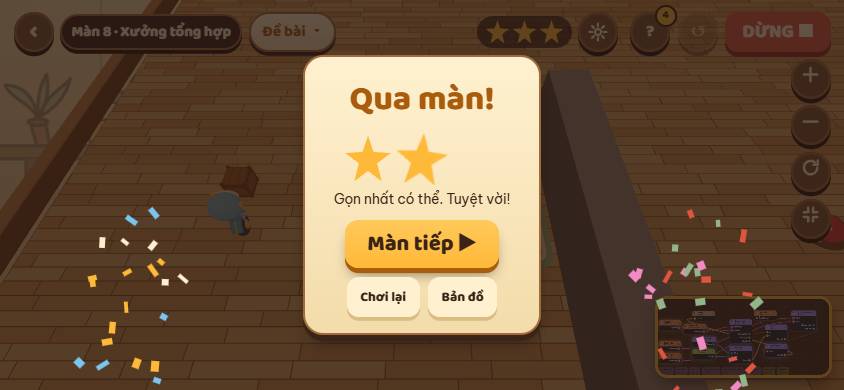 Màn 8 · Xưởng tổng hợp
Đề bài
?
4
DỪNG
Qua màn!
Gọn nhất có thể. Tuyệt vời!
Màn tiếp
Chơi lại
Bản đồ